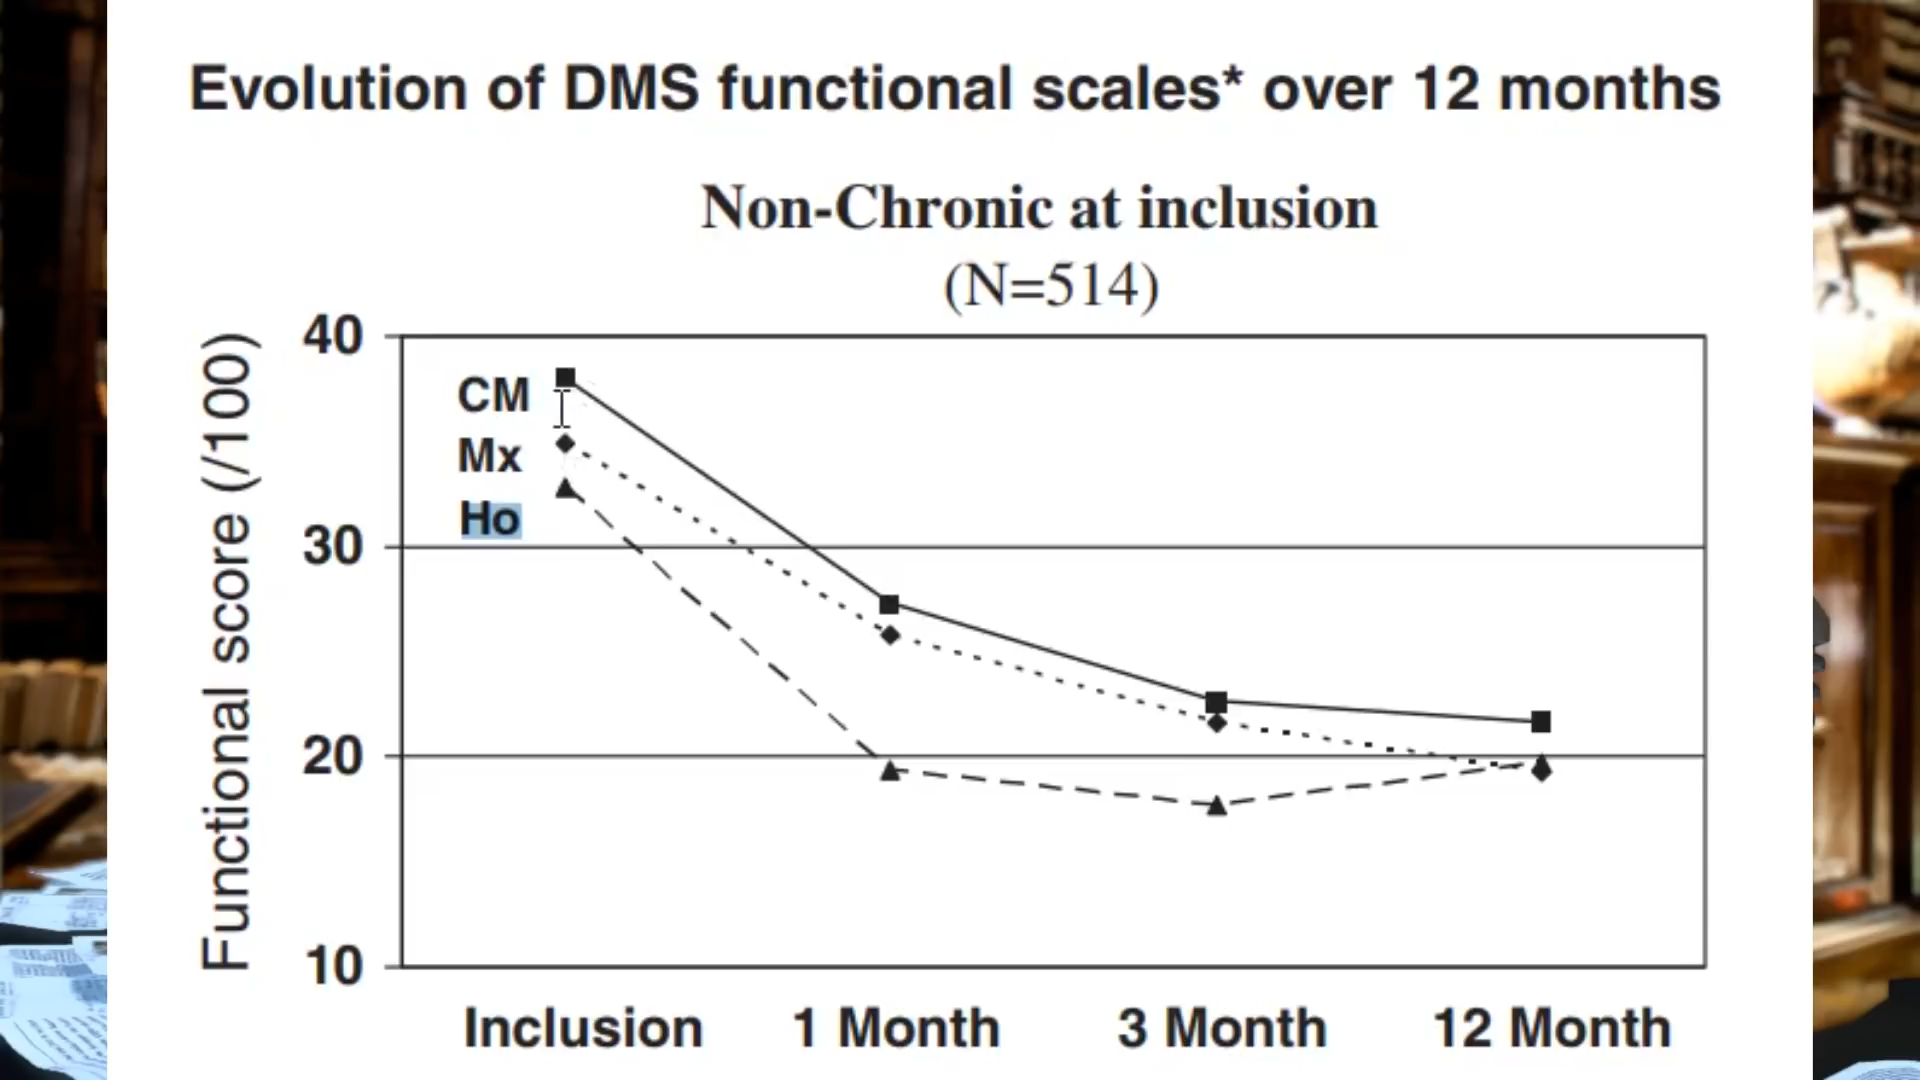 Evolution of DMS functional scales* over 12 months
Non-Chronic at inclusion
(N=514)
Functional score (/100)
40
30
20
10
CM
Mx
Ho
Inclusion 1 Month 3 Month 12 Month